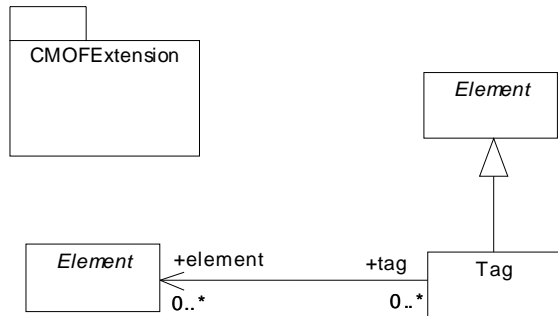 CMOFExtension
Element
Element
+element
+tag
Tag
0..*
0..*